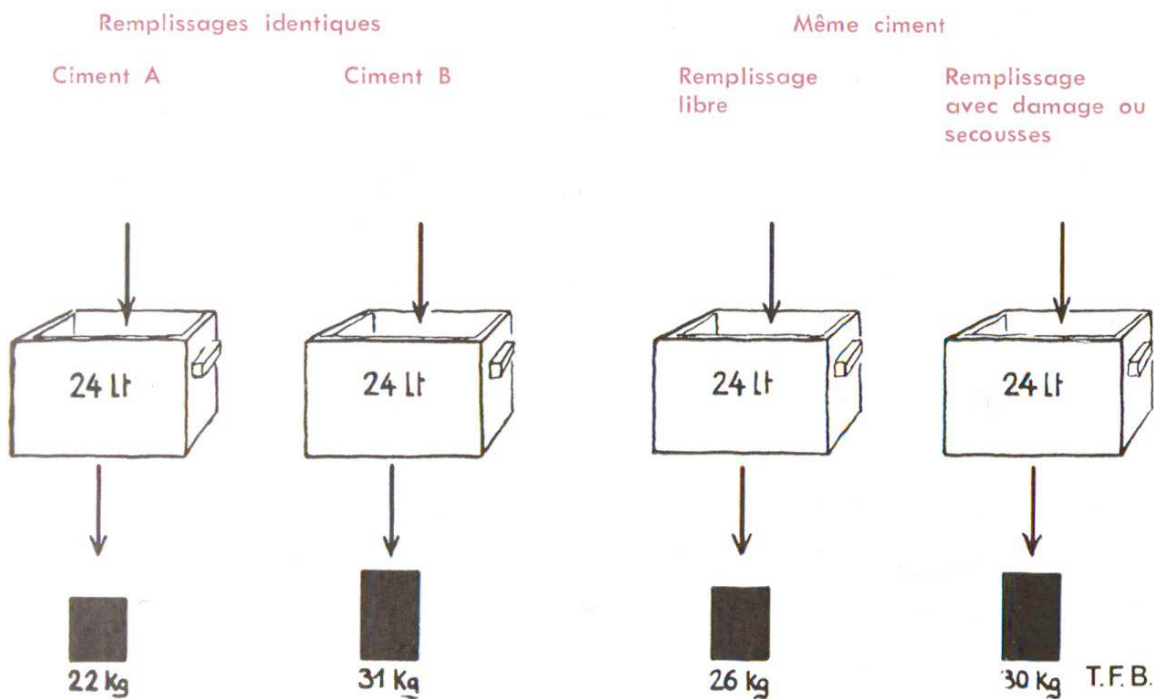 Remplissages identiques
Même ciment
Ciment A
Ciment B
Remplissage
libre
Remplissage
avec damage ou
secousses
24 Lt
24 Lt
24 Lt
24 Lt
22 Kg
31 Kg
26 Kg
30 Kg
T.F.B.